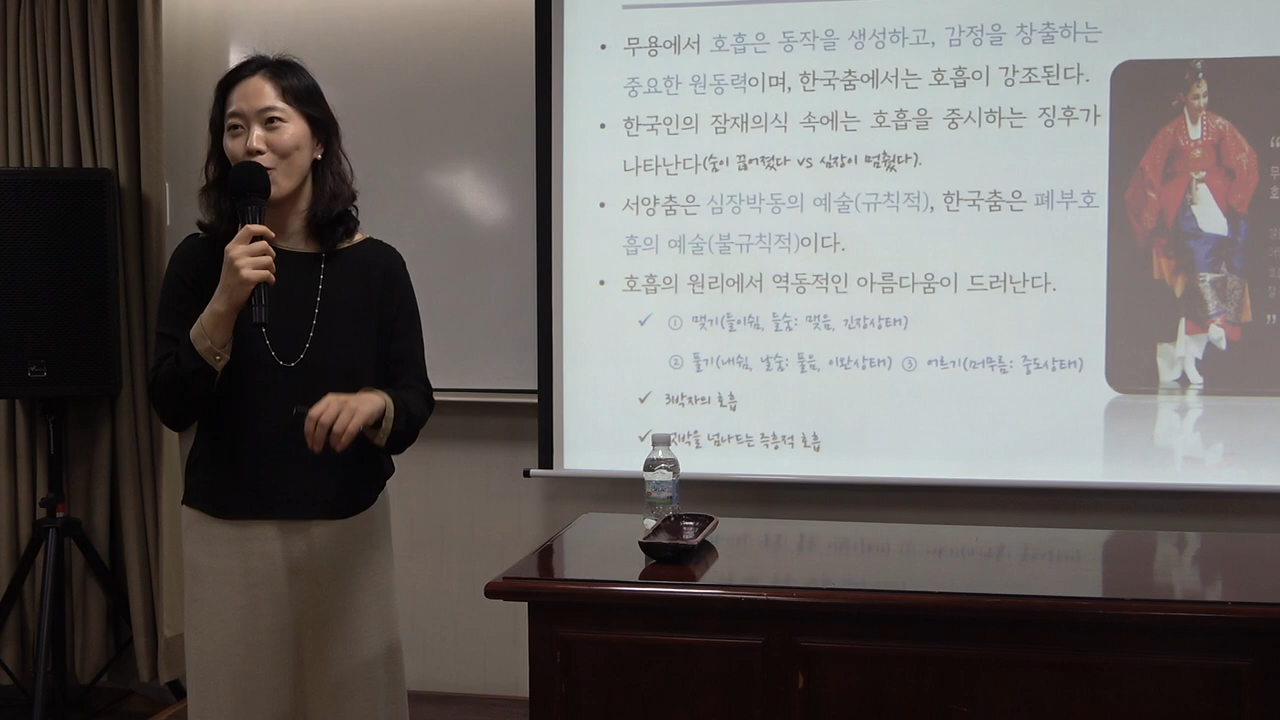 • 무용에서 호흡은 동작을 생성하고, 감정을 창출하는
중요한 원동력이며, 한국춤에서는 호흡이 강조된다.
• 한국인의 잠재의식 속에는 호흡을 중시하는 징후가
나타난다(숨이 끊어졌다 vs 심장이 멈췄다).
• 서양춤은 심장박동의 예술(규칙적), 한국춤은 폐부호
흡의 예술(불규칙적)이다.
• 호흡의 원리에서 역동적인 아름다움이 드러난다.
✓ ① 맺기(들이쉼, 들숨: 맺음, 긴장상태)
② 풀기(내쉼, 날숨: 풀음, 이완상태) ③ 어르기(머무름: 중도상태)
✓ 3박자의 호흡
✓ 넘나드는 즉흥적 호흡